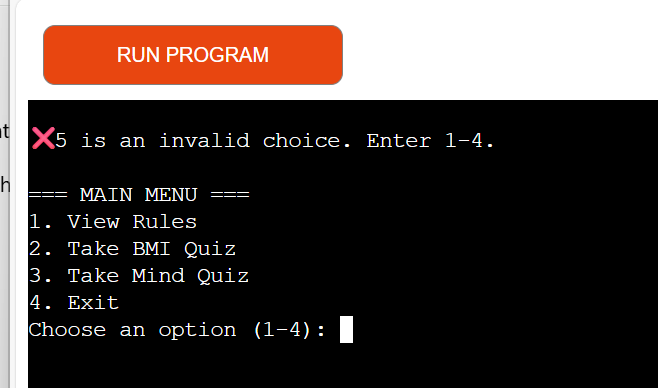 RUN PROGRAM
❌5 is an invalid choice. Enter 1-4.
=== MAIN MENU ===
1. View Rules
2. Take BMI Quiz
3. Take Mind Quiz
4. Exit
Choose an option (1-4):